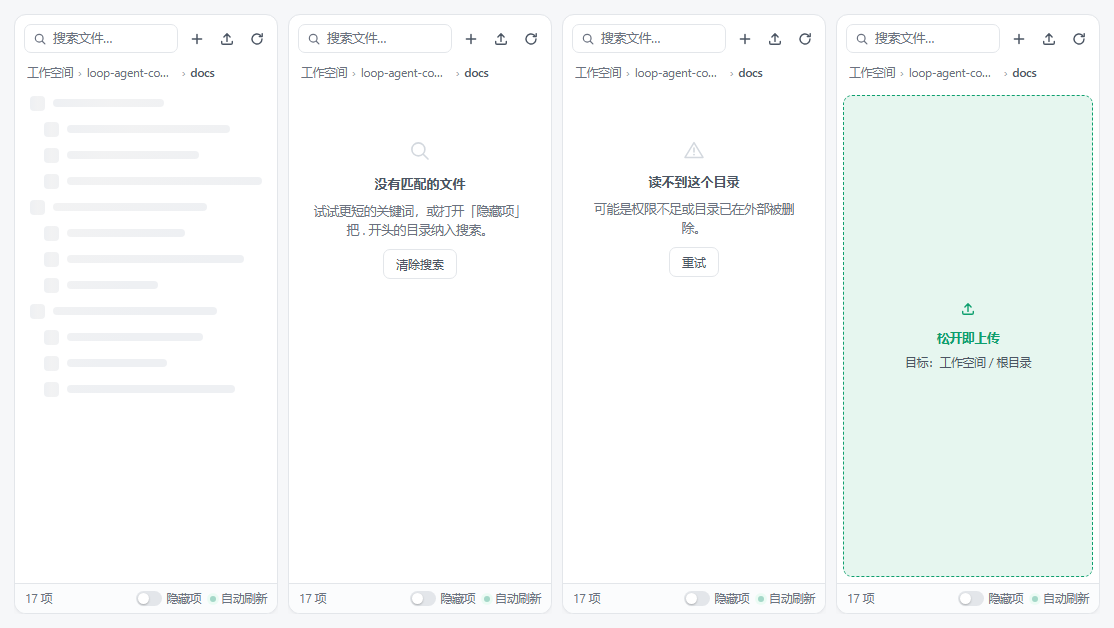 搜索文件...
工作空间 › loop-agent-co... › docs
17 项 隐藏项 自动刷新
搜索文件...
工作空间 › loop-agent-co... › docs
没有匹配的文件
试试更短的关键词，或打开「隐藏项」
把 . 开头的目录纳入搜索。
清除搜索
17 项 隐藏项 自动刷新
搜索文件...
工作空间 › loop-agent-co... › docs
读不到这个目录
可能是权限不足或目录已在外部被删
除。
重试
17 项 隐藏项 自动刷新
搜索文件...
工作空间 › loop-agent-co... › docs
松开即上传
目标：工作空间 / 根目录
17 项 隐藏项 自动刷新